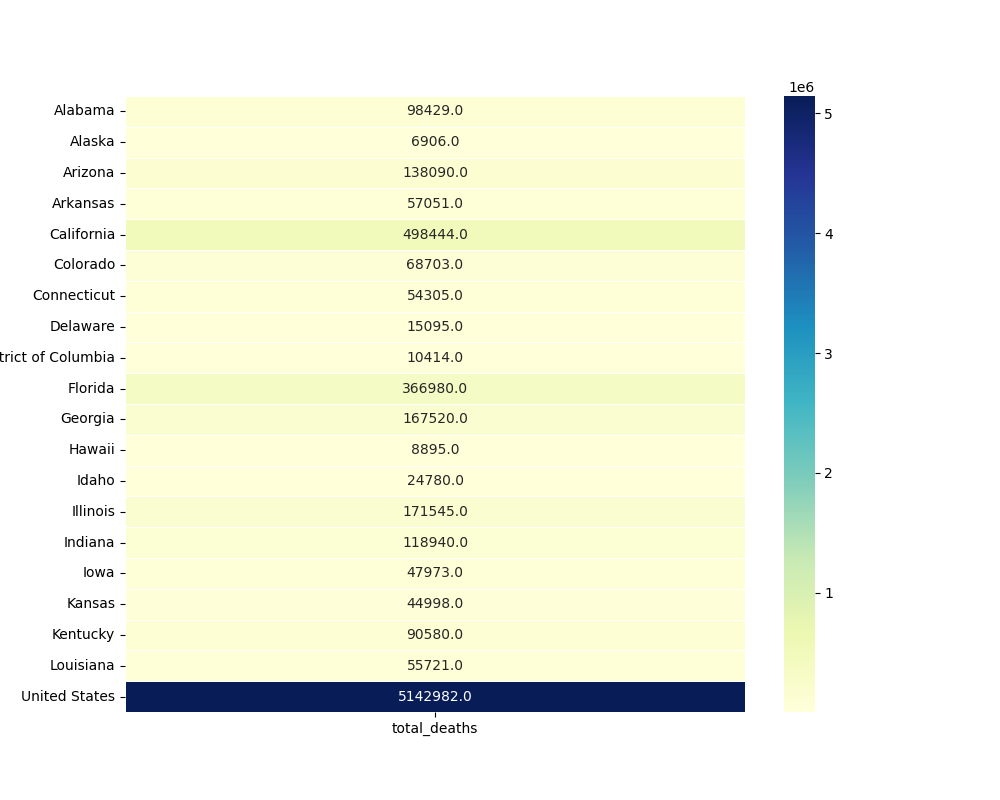 1e6
Alabama 98429.0
5
Alaska 6906.0
Arizona 138090.0
Arkansas 57051.0
California 498444.0
4
Colorado 68703.0
Connecticut 54305.0
Delaware 15095.0
trict of Columbia 10414.0
3
Florida 366980.0
Georgia 167520.0
Hawaii 8895.0
Idaho 24780.0
2
Illinois 171545.0
Indiana 118940.0
Iowa 47973.0
1
Kansas 44998.0
Kentucky 90580.0
Louisiana 55721.0
United States 5142982.0
total_deaths